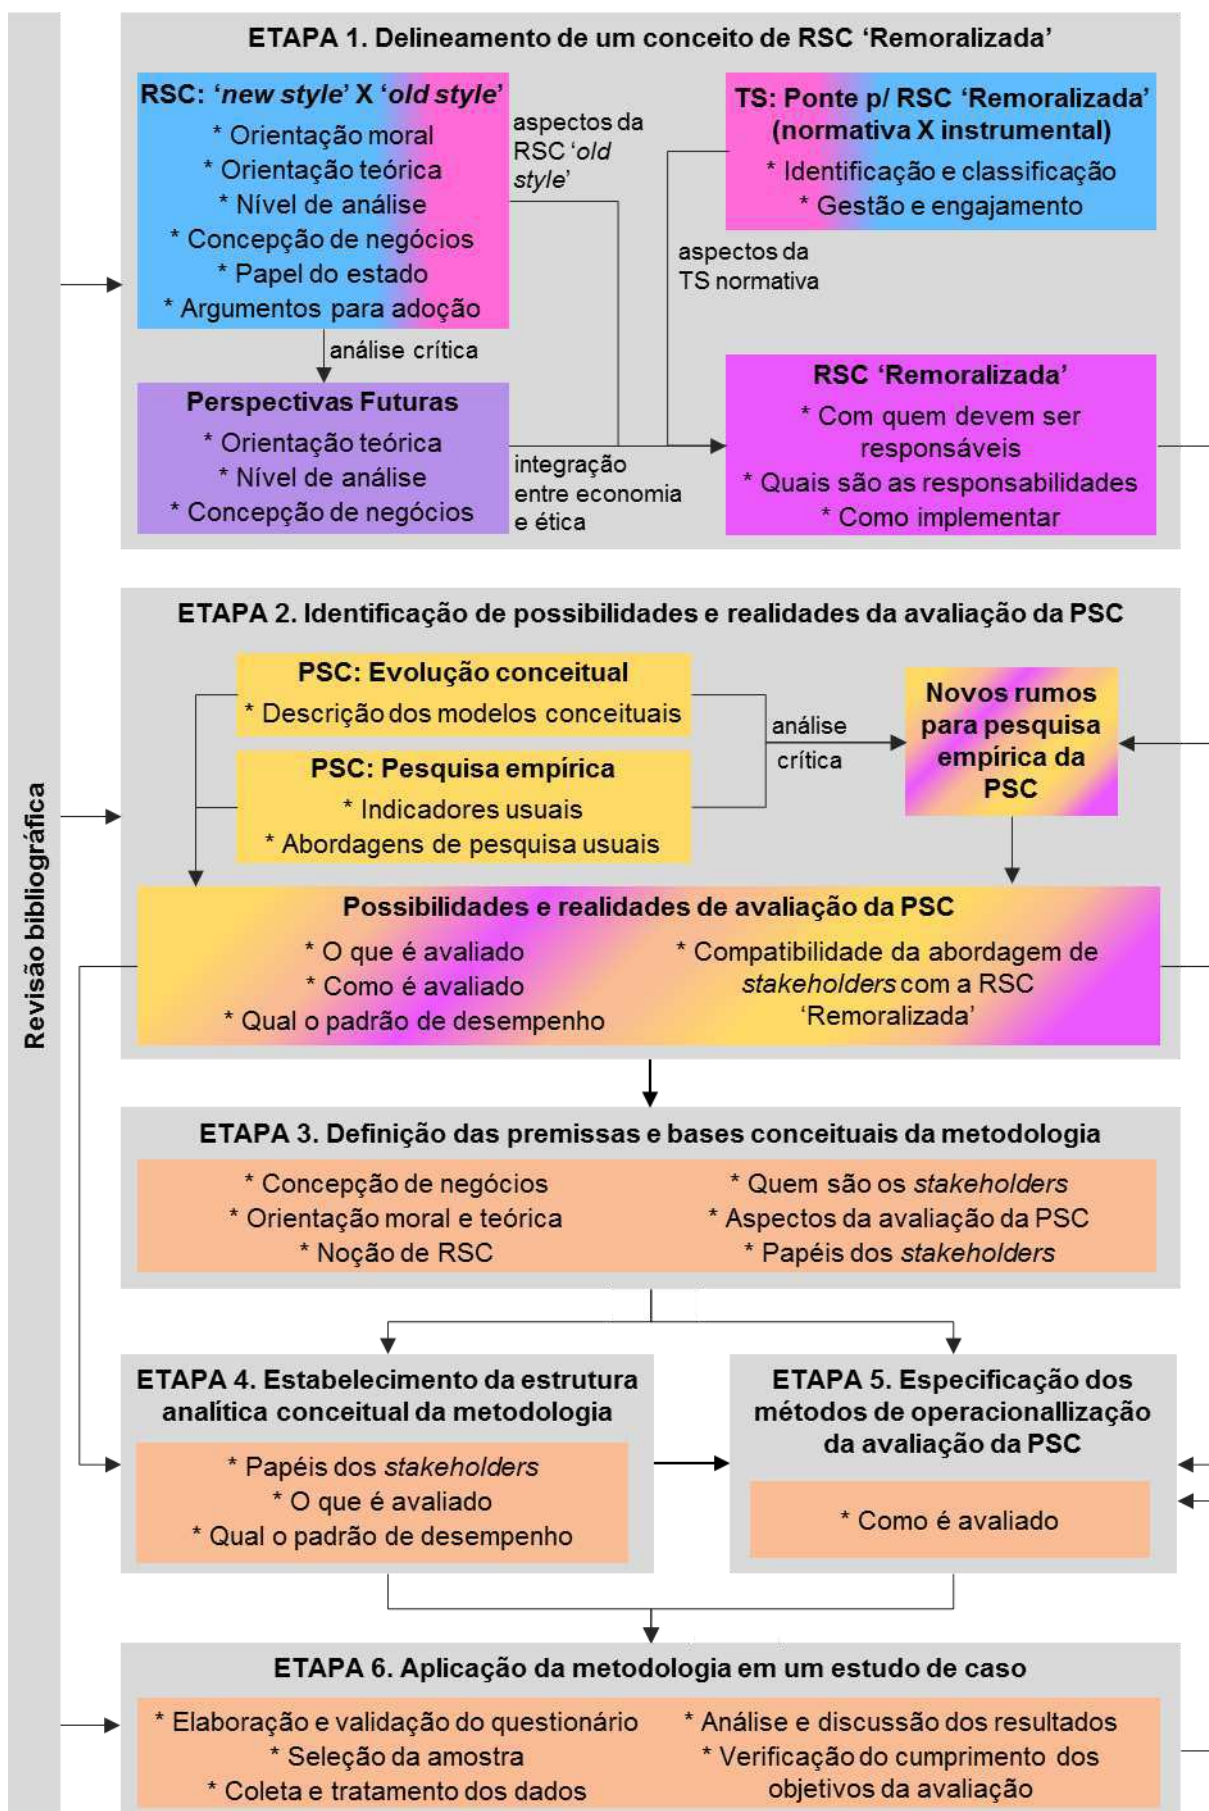 Revisão bibliográfica
ETAPA 1. Delineamento de um conceito de RSC ‘Remoralizada’
RSC: ‘new style’ X ‘old style’
* Orientação moral
* Orientação teórica
* Nível de análise
* Concepção de negócios
* Papel do estado
* Argumentos para adoção
aspectos da
RSC ‘old
style’
TS: Ponte p/ RSC ‘Remoralizada’
(normativa X instrumental)
* Identificação e classificação
* Gestão e engajamento
aspectos da
TS normativa
análise crítica
Perspectivas Futuras
* Orientação teórica
* Nível de análise
* Concepção de negócios
integração
entre economia
e ética
RSC ‘Remoralizada’
* Com quem devem ser
responsáveis
* Quais são as responsabilidades
* Como implementar
ETAPA 2. Identificação de possibilidades e realidades da avaliação da PSC
PSC: Evolução conceitual
* Descrição dos modelos conceituais
PSC: Pesquisa empírica
* Indicadores usuais
* Abordagens de pesquisa usuais
análise
crítica
Novos rumos
para pesquisa
empírica da
PSC
Possibilidades e realidades de avaliação da PSC
* O que é avaliado
* Como é avaliado
* Qual o padrão de desempenho
* Compatibilidade da abordagem de
stakeholders com a RSC
‘Remoralizada’
ETAPA 3. Definição das premissas e bases conceituais da metodologia
* Concepção de negócios
* Orientação moral e teórica
* Noção de RSC
* Quem são os stakeholders
* Aspectos da avaliação da PSC
* Papéis dos stakeholders
ETAPA 4. Estabelecimento da estrutura
analítica conceitual da metodologia
* Papéis dos stakeholders
* O que é avaliado
* Qual o padrão de desempenho
ETAPA 5. Especificação dos
métodos de operacionallização
da avaliação da PSC
* Como é avaliado
ETAPA 6. Aplicação da metodologia em um estudo de caso
* Elaboração e validação do questionário
* Seleção da amostra
* Coleta e tratamento dos dados
* Análise e discussão dos resultados
* Verificação do cumprimento dos
objetivos da avaliação